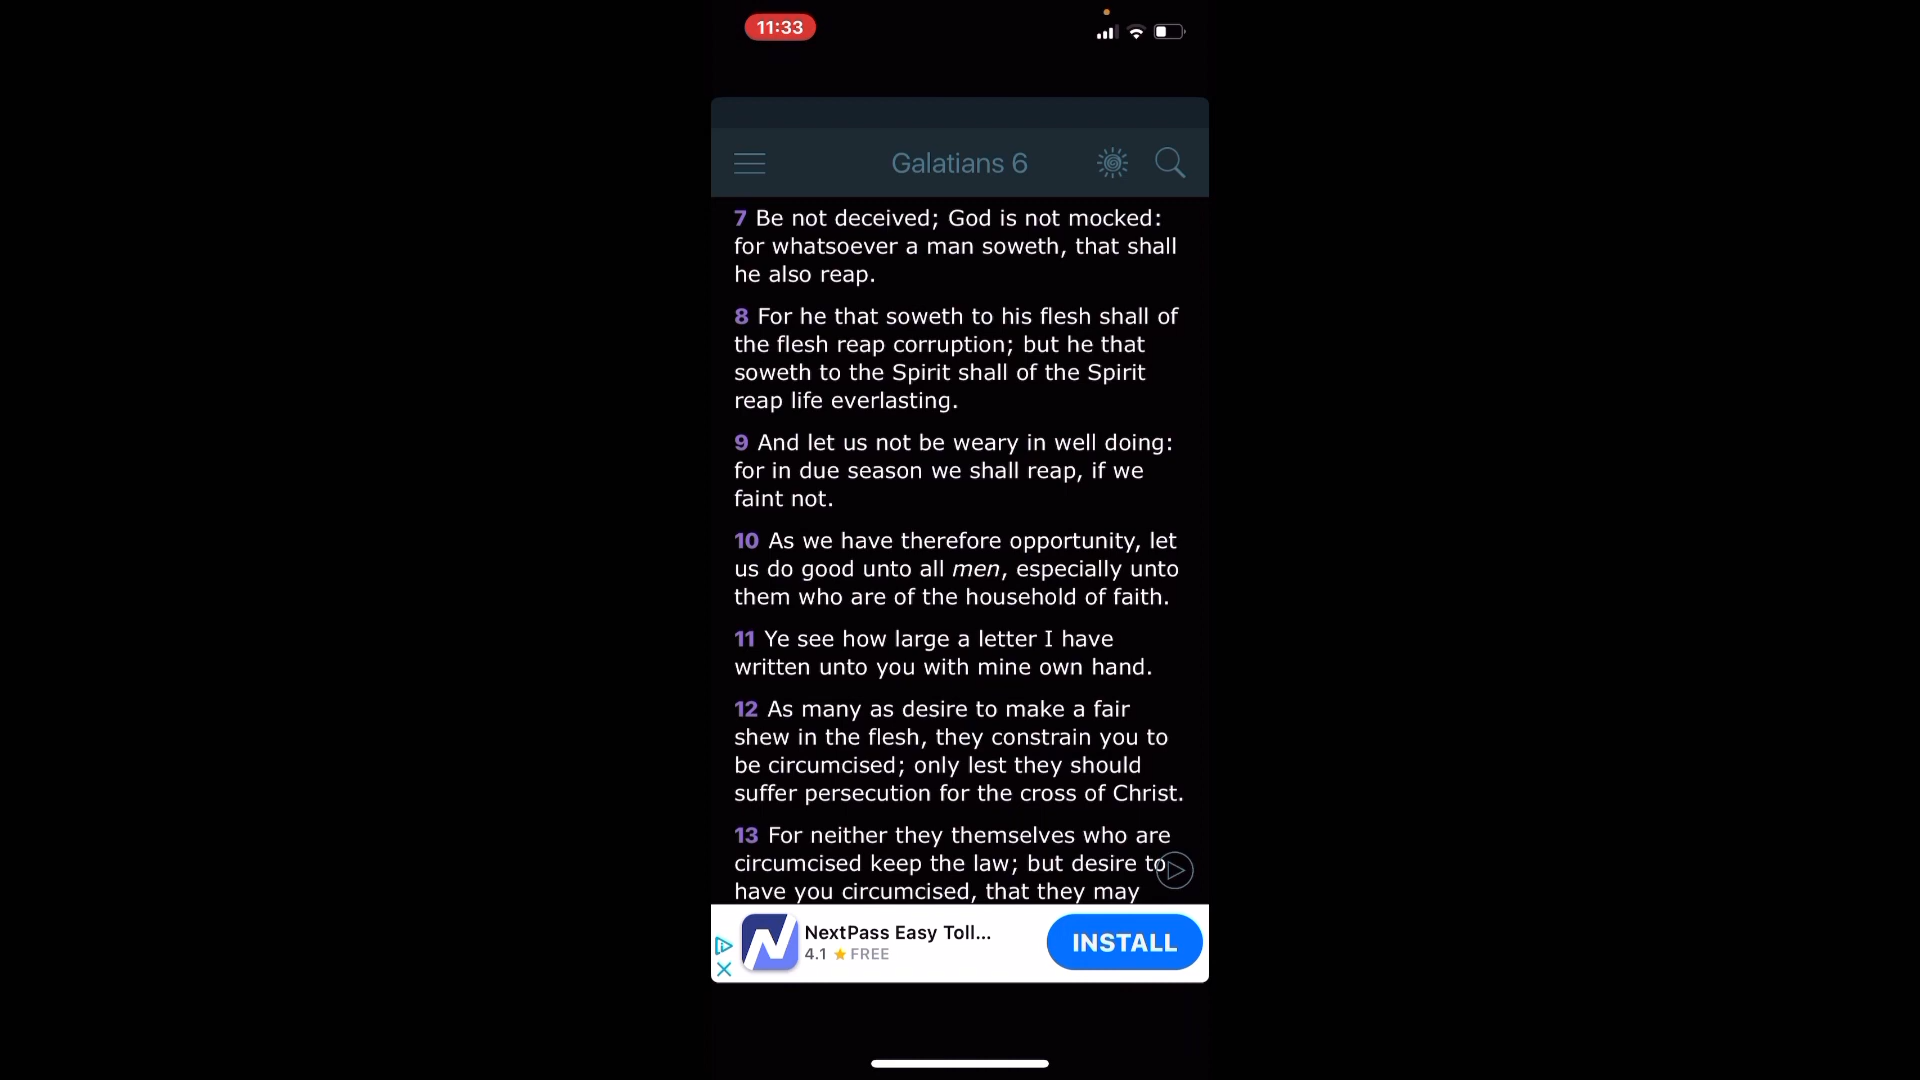 11:33
Galatians 6
7 Be not deceived; God is not mocked:
for whatsoever a man soweth, that shall
he also reap.
8 For he that soweth to his flesh shall of
the flesh reap corruption; but he that
soweth to the Spirit shall of the Spirit
reap life everlasting.
9 And let us not be weary in well doing:
for in due season we shall reap, if we
faint not.
10 As we have therefore opportunity, let
us do good unto all men, especially unto
them who are of the household of faith.
11 Ye see how large a letter I have
written unto you with mine own hand.
12 As many as desire to make a fair
shew in the flesh, they constrain you to
be circumcised; only lest they should
suffer persecution for the cross of Christ.
13 For neither they themselves who are
circumcised keep the law; but desire to
have you circumcised, that they may
NextPass Easy Toll...
4.1 ★ FREE
INSTALL